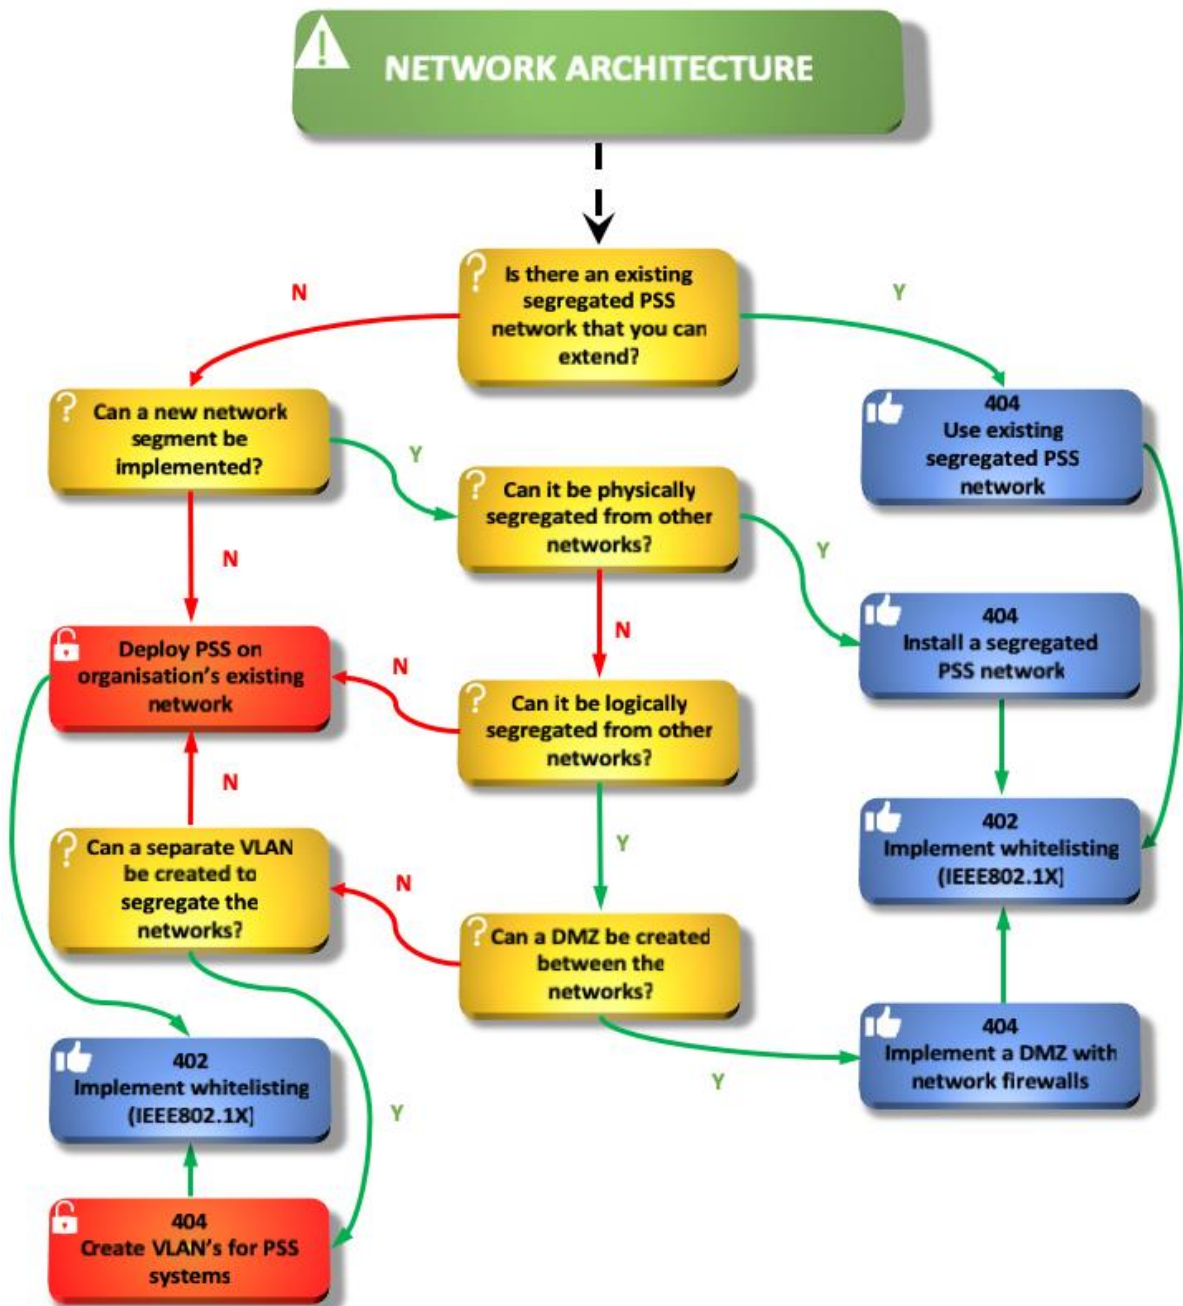 NETWORK ARCHITECTURE
Is there an existing
segregated PSS
network that you can
extend?
N
Y
Can a new network
segment be
implemented?
404
Use existing
segregated PSS
network
Y
Can it be physically
segregated from other
networks?
N
Y
Deploy PSS on
organisation's existing
network
404
Install a segregated
PSS network
N
N
Can it be logically
segregated from other
networks?
N
Can a separate VLAN
be created to
segregate the
networks?
402
Implement whitelisting
(IEEE802.1X]
Y
N
Can a DMZ be created
between the
networks?
404
Implement a DMZ with
network firewalls
Y
402
Implement whitelisting
(IEEE802.1X]
Y
404
Create VLAN's for PSS
systems